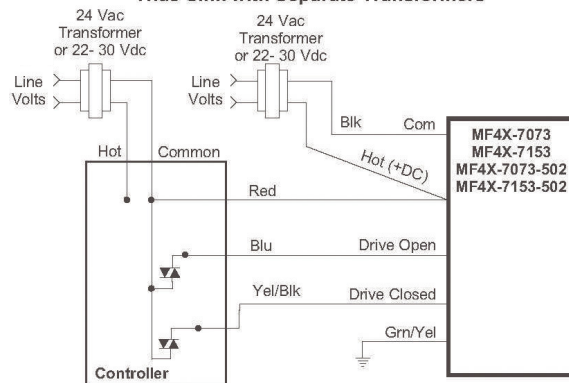 Triac Sink with Separate Transformers
24 Vac
Transformer
or 22- 30 Vdc
24 Vac
Transformer
or 22- 30 Vdc
Line
Volts
Line
Volts
Blk
Com
Hot
Common
Hot (+DC)
MF4X-7073
MF4X-7153
MF4X-7073-502
MF4X-7153-502
Red
Blu
Drive Open
Yel/Blk
Drive Closed
Grn/Yel
Controller